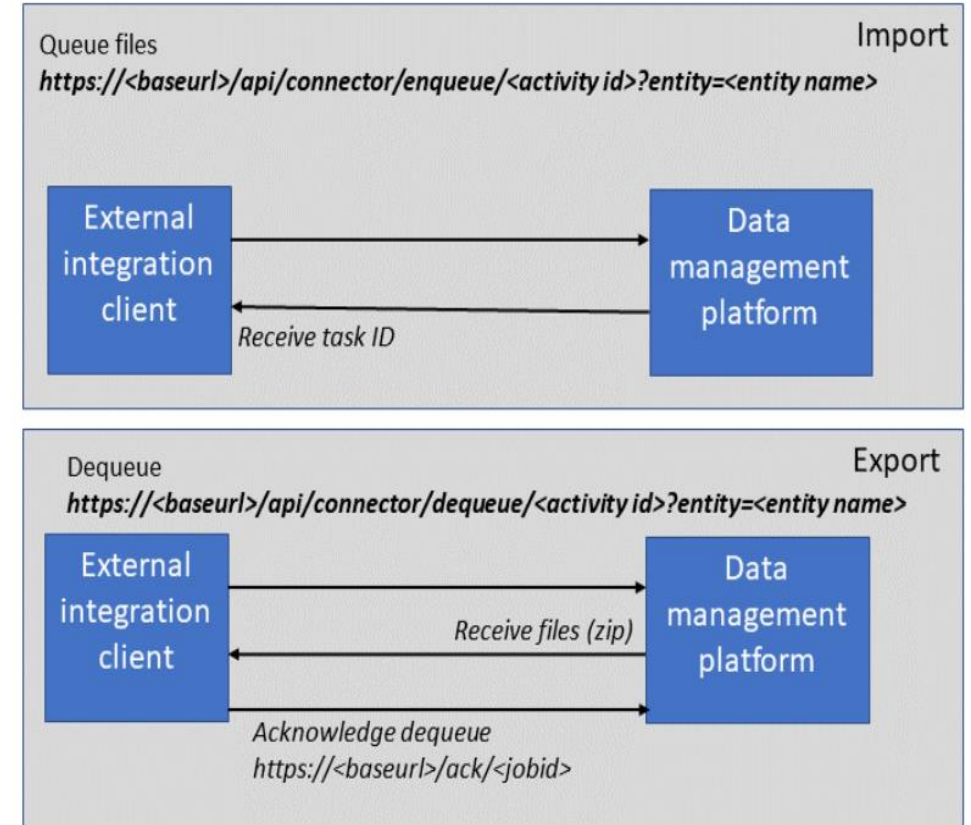 Import
Queue files
https://<baseurl>/api/connector/enqueue/<activity id>?entity=<entity name>
External
integration
client
Data
management
platform
Receive task ID
Export
Dequeue
https://<baseurl>/api/connector/dequeue/<activity id>?entity=<entity name>
External
integration
client
Data
management
platform
Receive files (zip)
Acknowledge dequeue
https://<baseurl>/ack/<jobid>